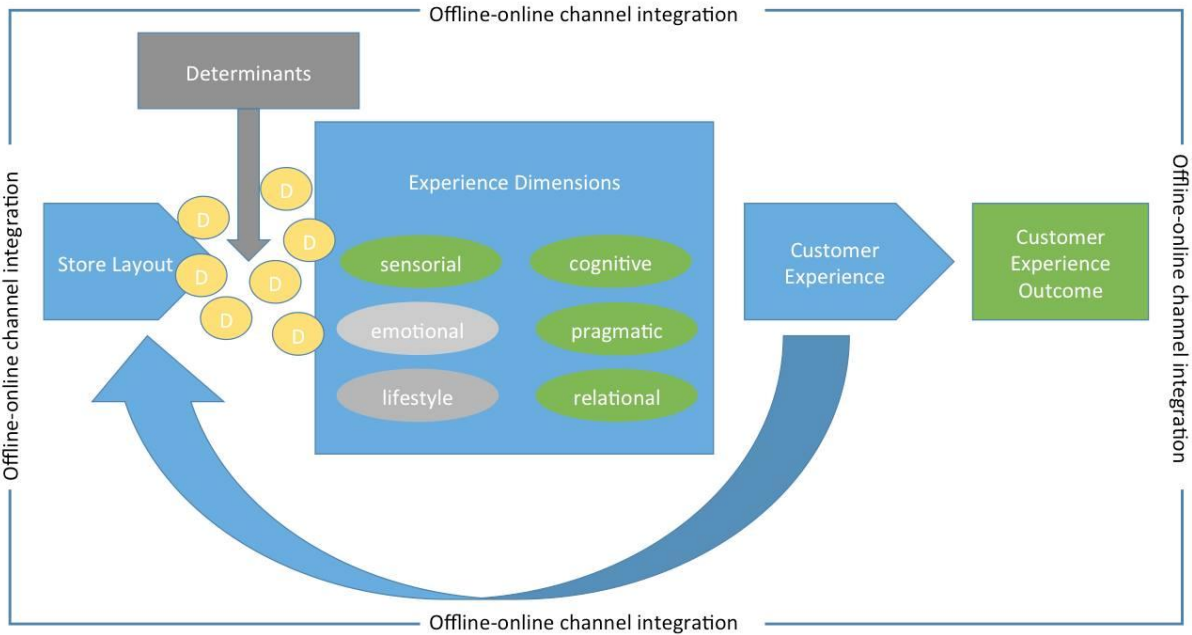 Offline-online channel integration
Determinants
Experience Dimensions
Offline-online channel integration
Offline-online channel integration
D
D
D
Store Layout
D
D
D
D
sensorial
cognitive
emotional
pragmatic
lifestyle
relational
Customer
Experience
Customer
Experience
Outcome
Offline-online channel integration